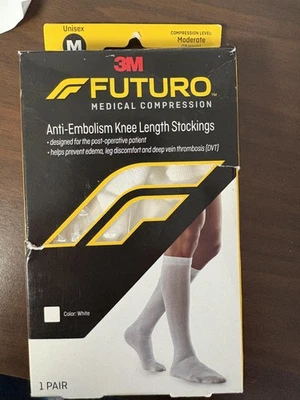 Unisex
M
COMPRESSION LEVEL
Moderate
3M
FUTURO™
MEDICAL COMPRESSION
Anti-Embolism Knee Length Stockings
• designed for the post-operative patient
• helps prevent edema, leg discomfort and deep vein thrombosis (DVT)
Color: White
1 PAIR